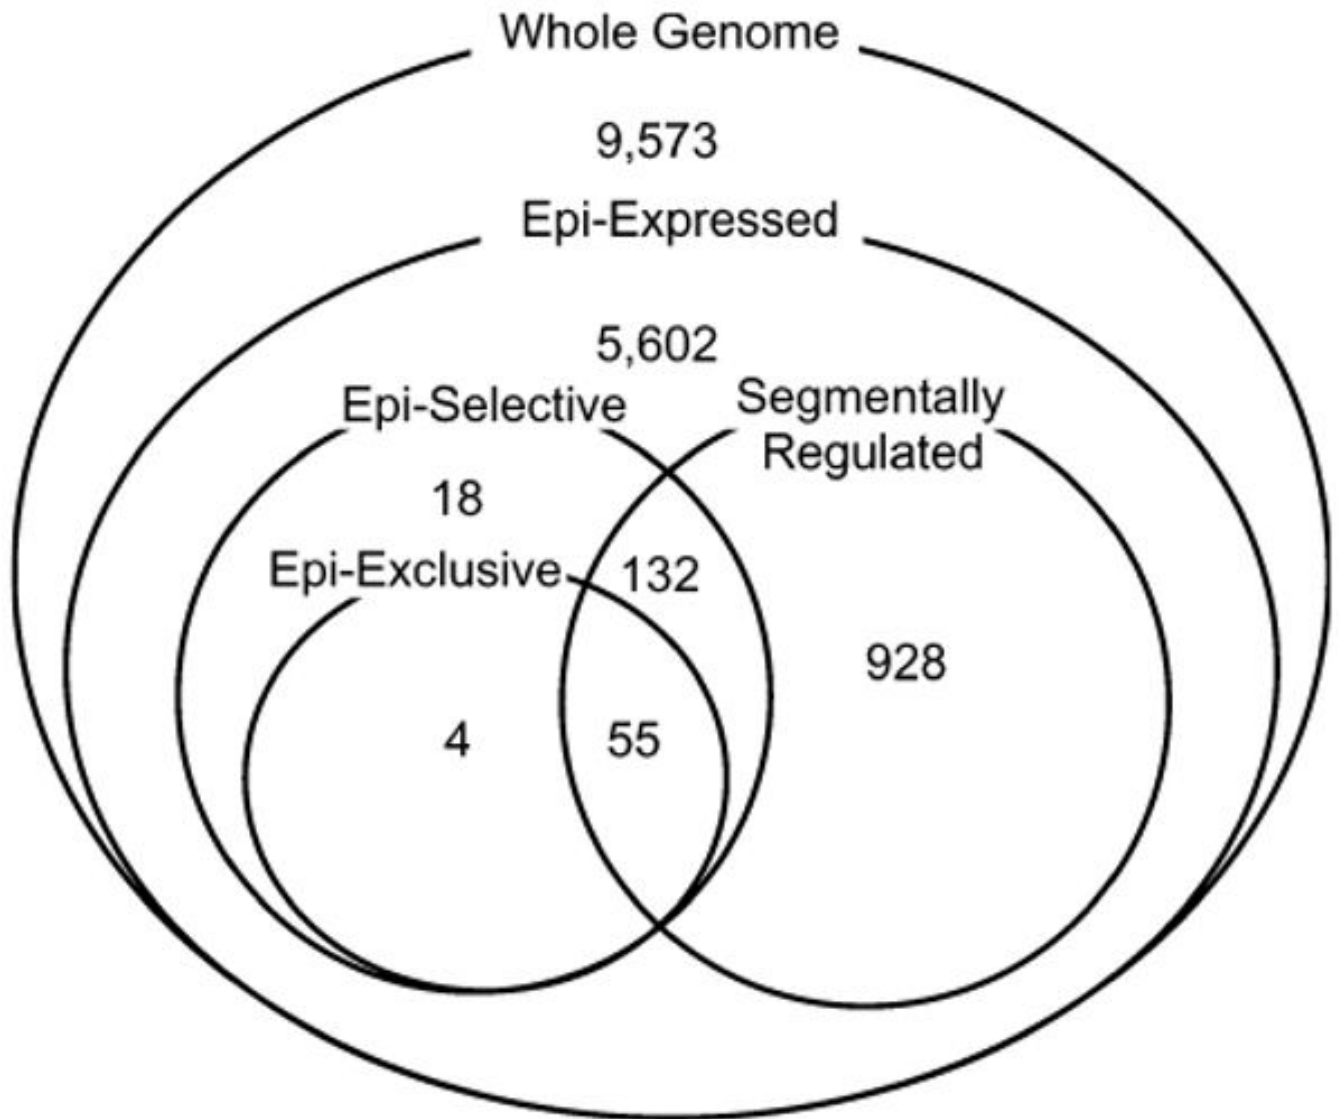 Whole Genome
9,573
Epi-Expressed
5,602
Epi-Selective
Segmentally
Regulated
18
Epi-Exclusive
132
928
4
55